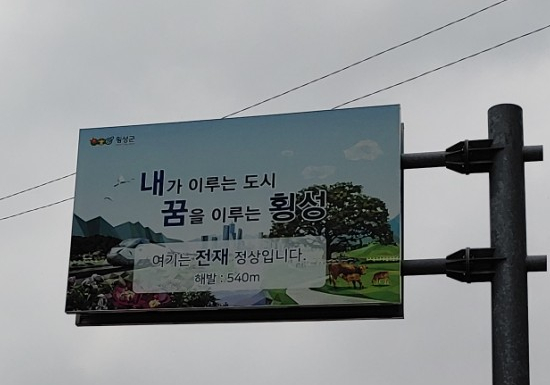 횡성군
내가 이루는 도시
꿈을 이루는 횡성
여기는 전재 정상입니다.
해발 : 540m